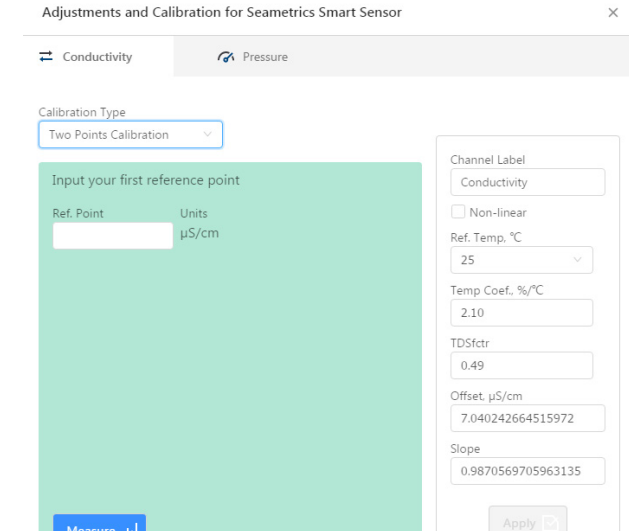 Adjustments and Calibration for Seametrics Smart Sensor
Conductivity
Pressure
Calibration Type
Two Points Calibration
Input your first reference point
Ref. Point
Units
µS/cm
Measure
Channel Label
Conductivity
Non-linear
Ref. Temp, °C
25
Temp Coef., %/°C
2.10
TDSfctr
0.49
Offset, µS/cm
7.040242664515972
Slope
0.9870569705963135
Apply